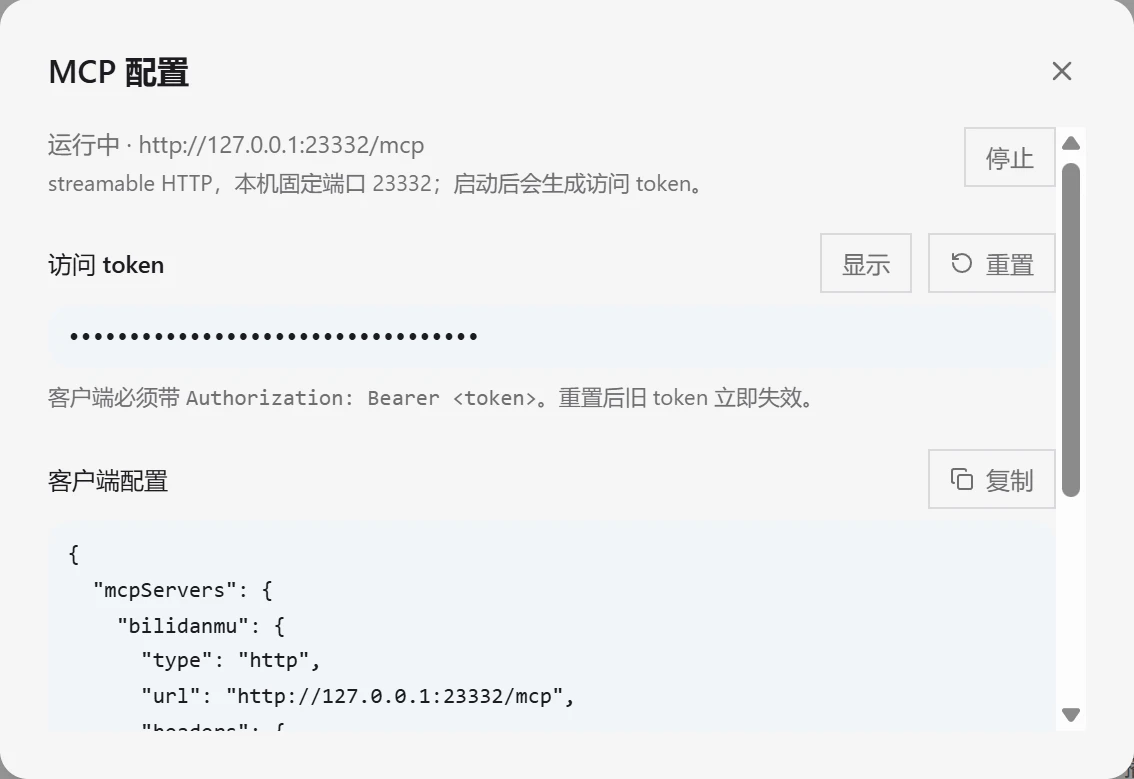 MCP 配置
运行中 · http://127.0.0.1:23332/mcp
停止
streamable HTTP，本机固定端口 23332；启动后会生成访问 token。
访问 token
显示
重置
••••••••••••••••••••••••••••••••••
客户端必须带 Authorization: Bearer <token>。重置后旧 token 立即失效。
客户端配置
复制
{
"mcpServers": {
"bilidanmu": {
"type": "http",
"url": "http://127.0.0.1:23332/mcp",
"headers": {